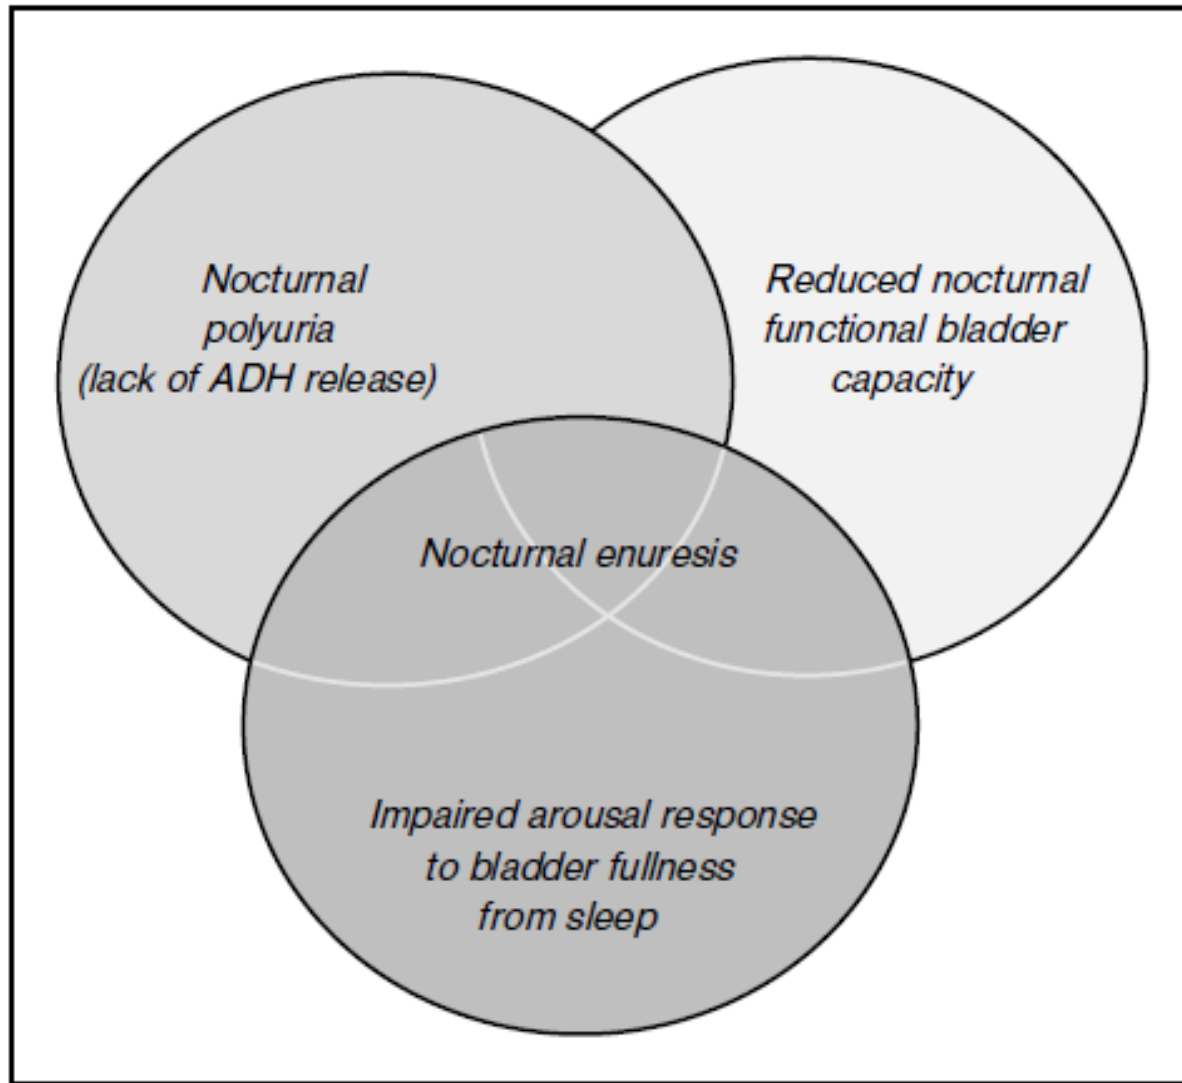 Nocturnal
polyuria
(lack of ADH release)
Reduced nocturnal
functional bladder
capacity
Nocturnal enuresis
Impaired arousal response
to bladder fullness
from sleep